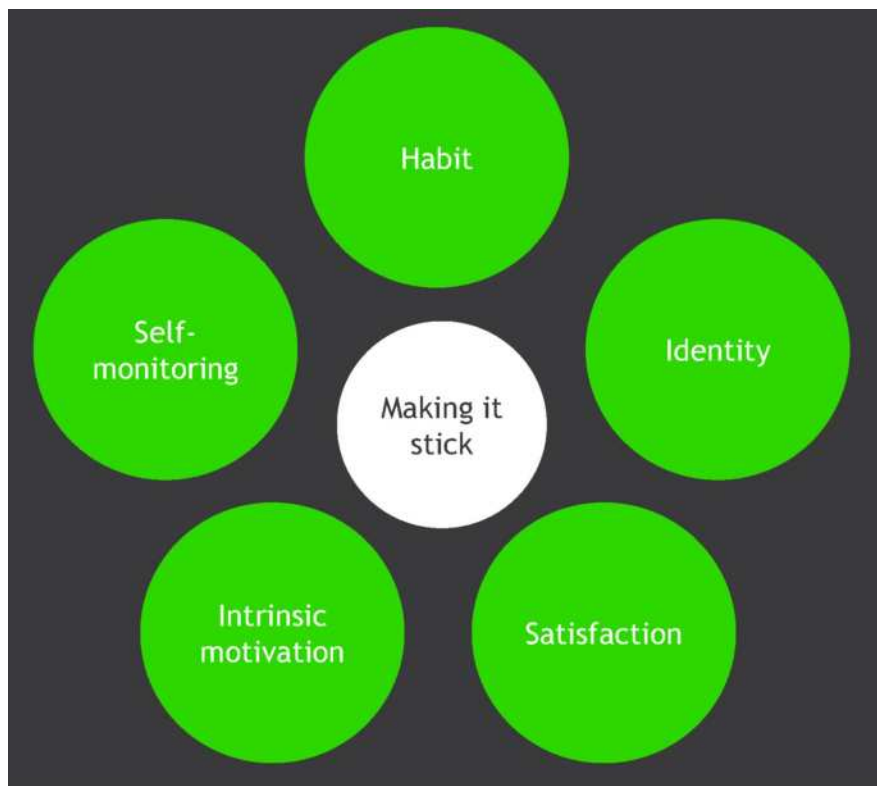 Habit
Self-
monitoring
Identity
Making it
stick
Intrinsic
motivation
Satisfaction